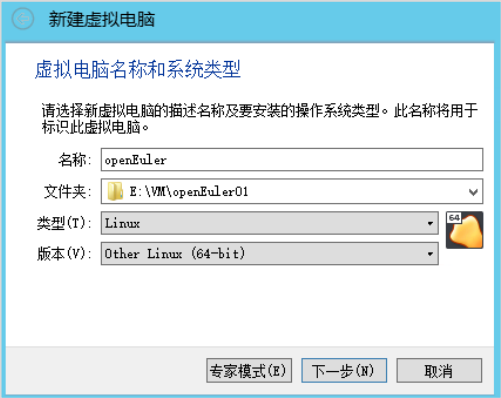 新建虚拟电脑
虚拟电脑名称和系统类型
请选择新虚拟电脑的描述名称及要安装的操作系统类型。此名称将用于
标识此虚拟电脑。
名称: openEuler
文件夹: E:\VM\openEuler01
类型(T): Linux
64
版本(V): Other Linux (64-bit)
专家模式(E) 下一步(N) 取消